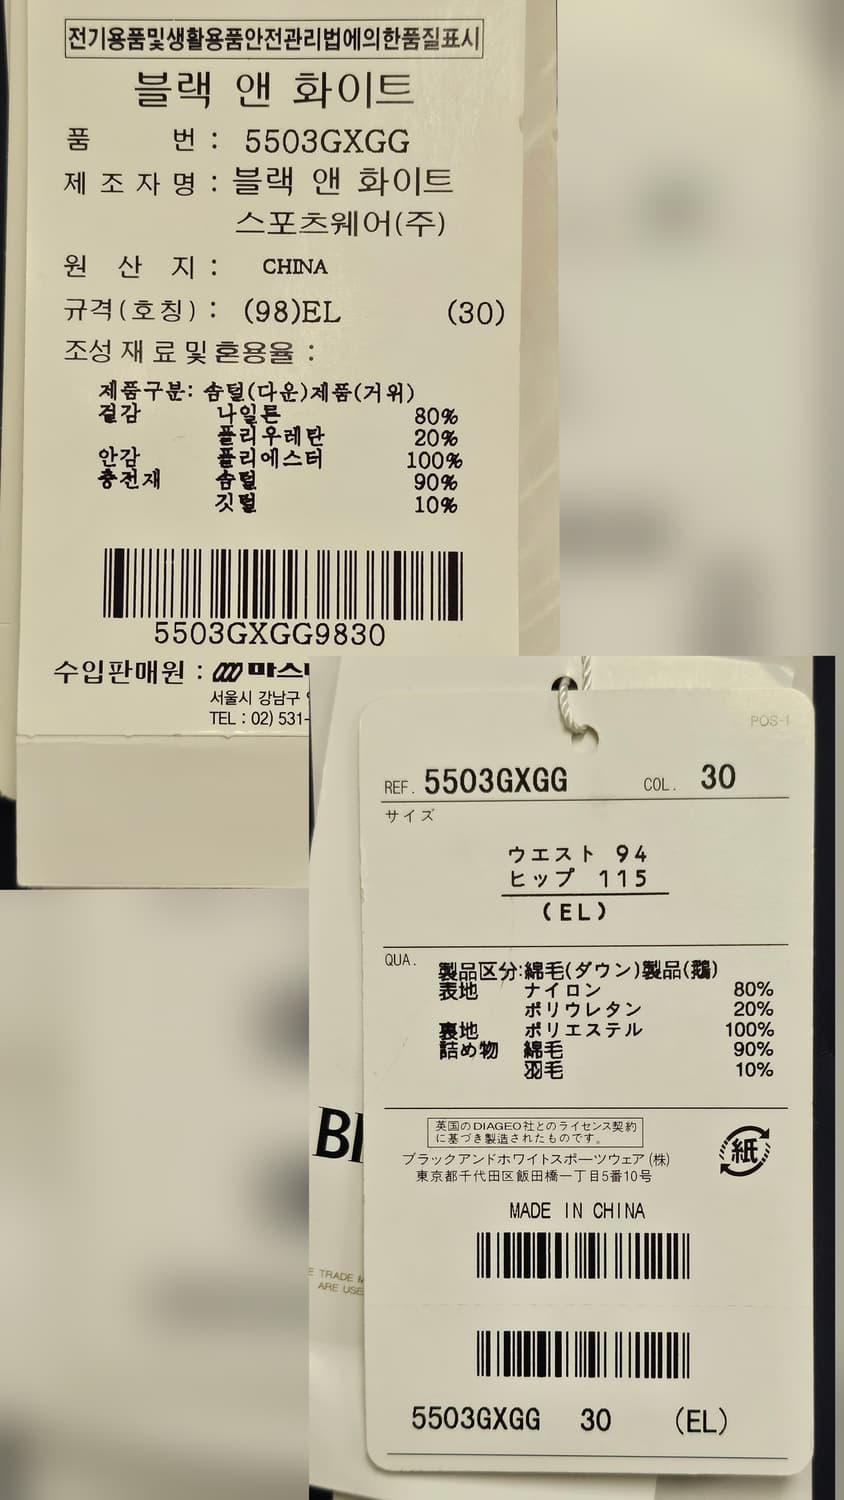 전기용품및생활용품안전관리법에의한품질표시
블랙 앤 화이트
품 번 : 5503GXGG
제 조 자 명 : 블랙 앤 화이트
스포츠웨어(주)
원 산 지 : CHINA
규격(호칭) : (98)EL (30)
조성 재 료 및 혼용율 :
제품구분: 솜털(다운)제품(거위)
겉감 나일론 80%
폴리우레탄 20%
안감 폴리에스터 100%
충전재 솜털 90%
깃털 10%
5503GXGG9830
수입판매원 :
서울시 강남구
TEL : 02) 531-
POS-1
REF. 5503GXGG COL. 30
サイズ
ウエスト 94
ヒップ 115
(EL)
QUA.
製品区分:綿毛(ダウン)製品(鵝)
表地 ナイロン 80%
ポリウレタン 20%
裏地 ポリエステル 100%
詰め物 綿毛 90%
羽毛 10%
英国のDIAGEO社とのライセンス契約
に基づき製造されたものです。
ブラックアンドホワイトスポーツウェア(株)
東京都千代田区飯田橋一丁目5番10号
紙
MADE IN CHINA
5503GXGG 30 (EL)
TRADE
ARE USE